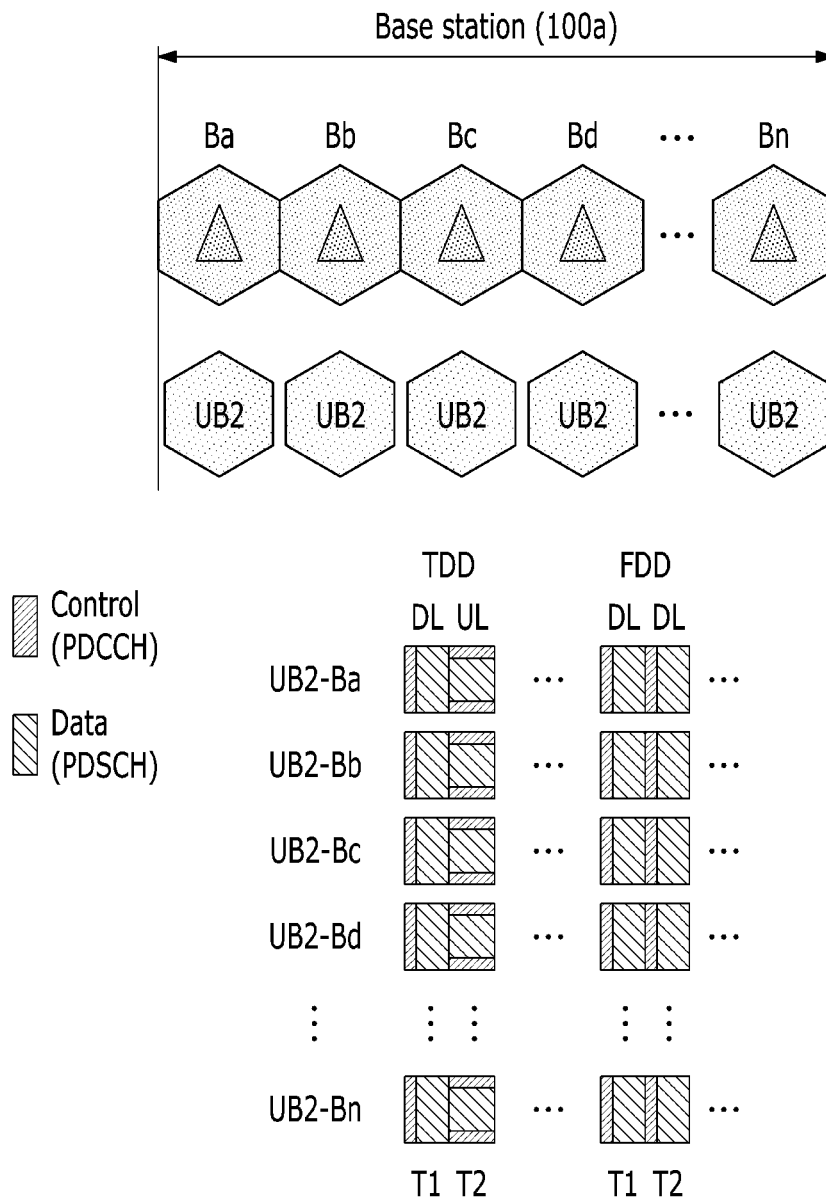 Base station (100a)
Ba Bb Bc Bd ... Bn
...
UB2 UB2 UB2 UB2 ... UB2
TDD FDD
DL UL DL DL
Control
(PDCCH)
Data
(PDSCH)
UB2-Ba ... ...
UB2-Bb ... ...
UB2-Bc ... ...
UB2-Bd ... ...
UB2-Bn ... ...
T1 T2 T1 T2